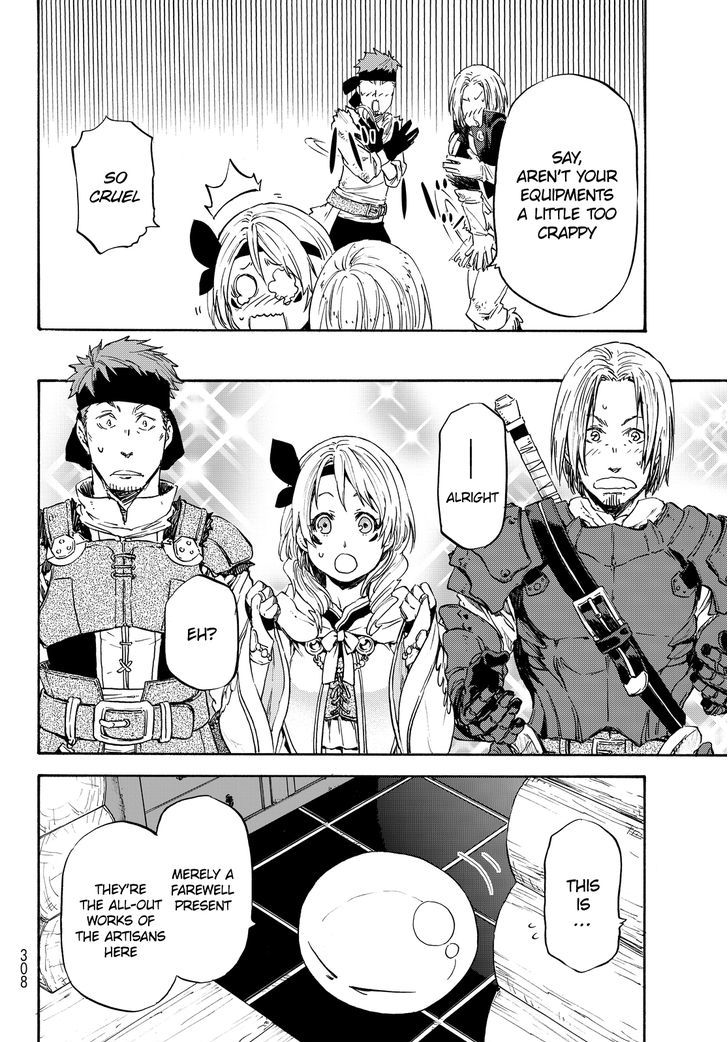 SAY,
AREN'T YOUR
EQUIPMENTS
A LITTLE TOO
CRAPPY
SO
CRUEL
—
ALRIGHT
EH?
THIS
IS
...
MERELY A
FAREWELL
PRESENT
THEY'RE
THE ALL-OUT
WORKS OF
THE ARTISANS
HERE
308